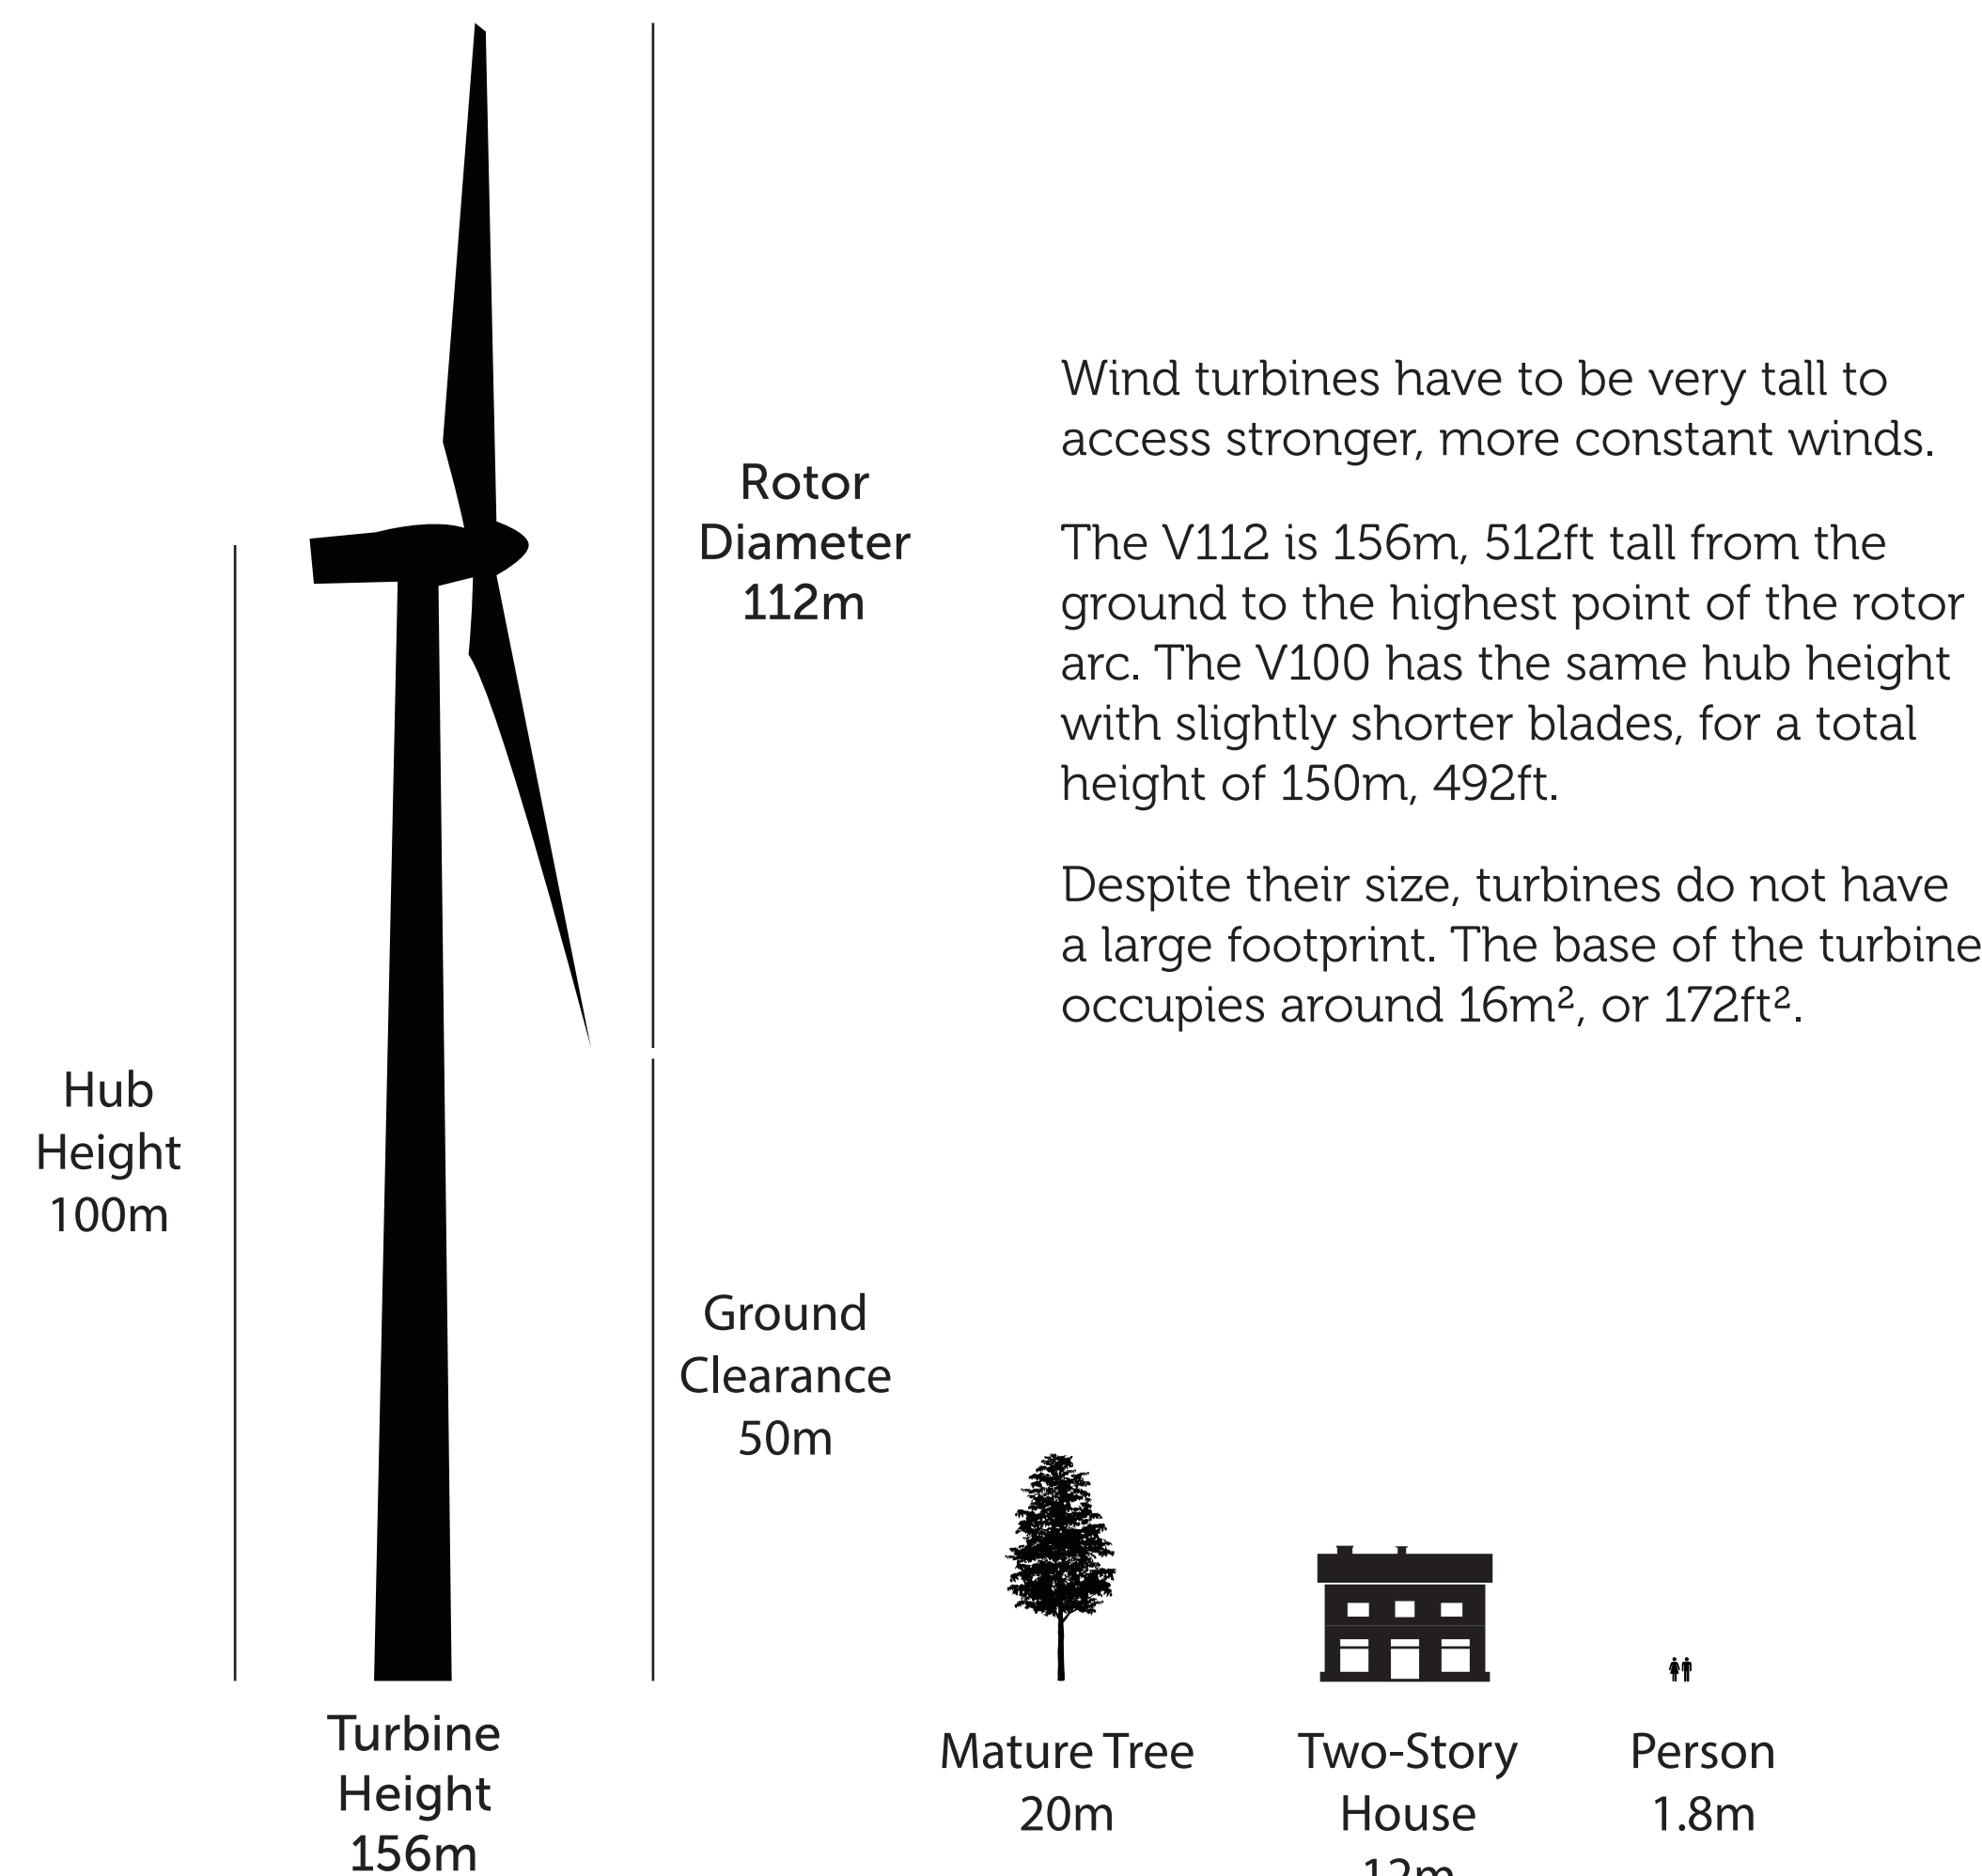 Rotor
Diameter
112m
Wind turbines have to be very tall to
access stronger, more constant winds.
The V112 is 156m, 512ft tall from the
ground to the highest point of the rotor
arc. The V100 has the same hub height
with slightly shorter blades, for a total
height of 150m, 492ft.
Despite their size, turbines do not have
a large footprint. The base of the turbine
occupies around 16m², or 172ft².
Hub
Height
100m
Ground
Clearance
50m
Turbine
Height
156m
Mature Tree
20m
Two-Story
House
12m
Person
1.8m